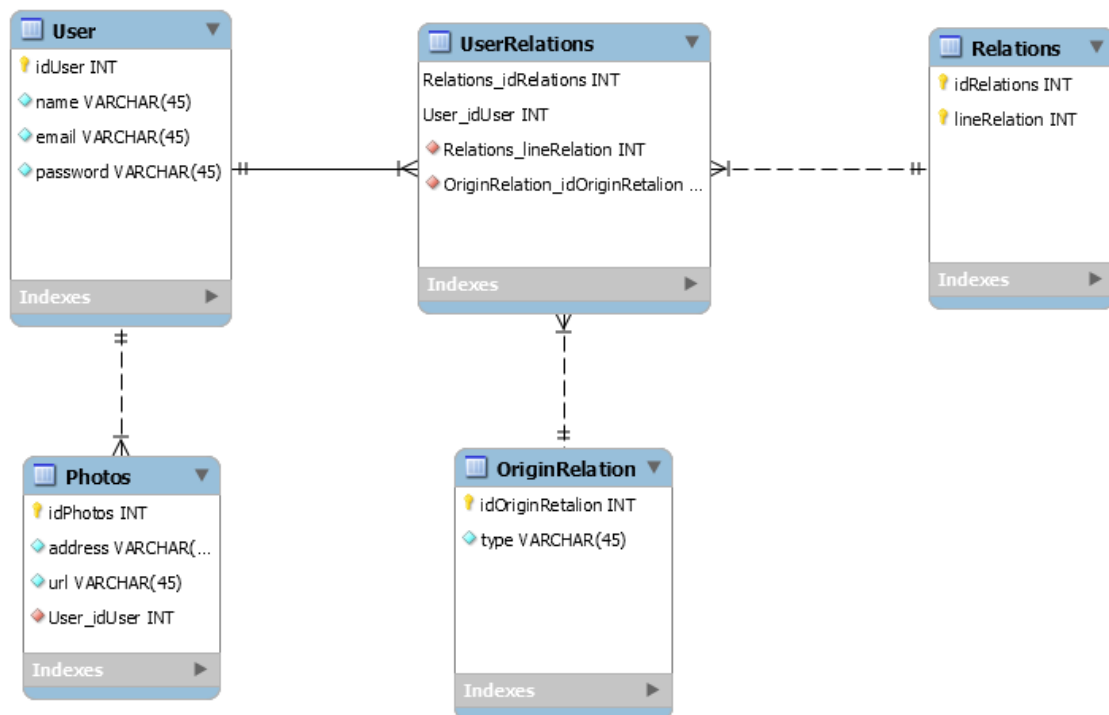 User
idUser INT
name VARCHAR(45)
email VARCHAR(45)
password VARCHAR(45)
Indexes
UserRelations
Relations_idRelations INT
User_idUser INT
Relations_lineRelation INT
OriginRelation_idOriginRetalion ...
Indexes
Relations
idRelations INT
lineRelation INT
Indexes
Photos
idPhotos INT
address VARCHAR(...
url VARCHAR(45)
User_idUser INT
Indexes
OriginRelation
idOriginRetalion INT
type VARCHAR(45)
Indexes